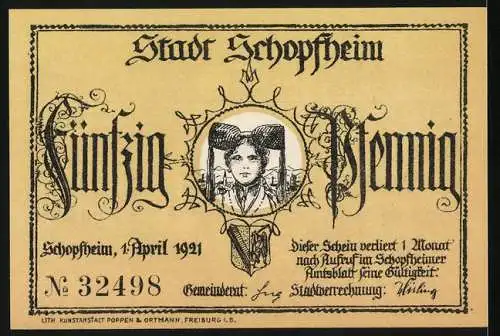 Stadt Schopfheim
Fünfzig Pfennig
Schopfheim, 1. April 1921
Dieser Schein verliert 1 Monat
nach Aufruf im Schopfheimer
Amtsblatt seine Gültigkeit.
№ 32498
Gemeinderat: Stadtverrechnung:
LITH. KUNSTANSTALT POPPEN & ORTMANN, FREIBURG I. B.